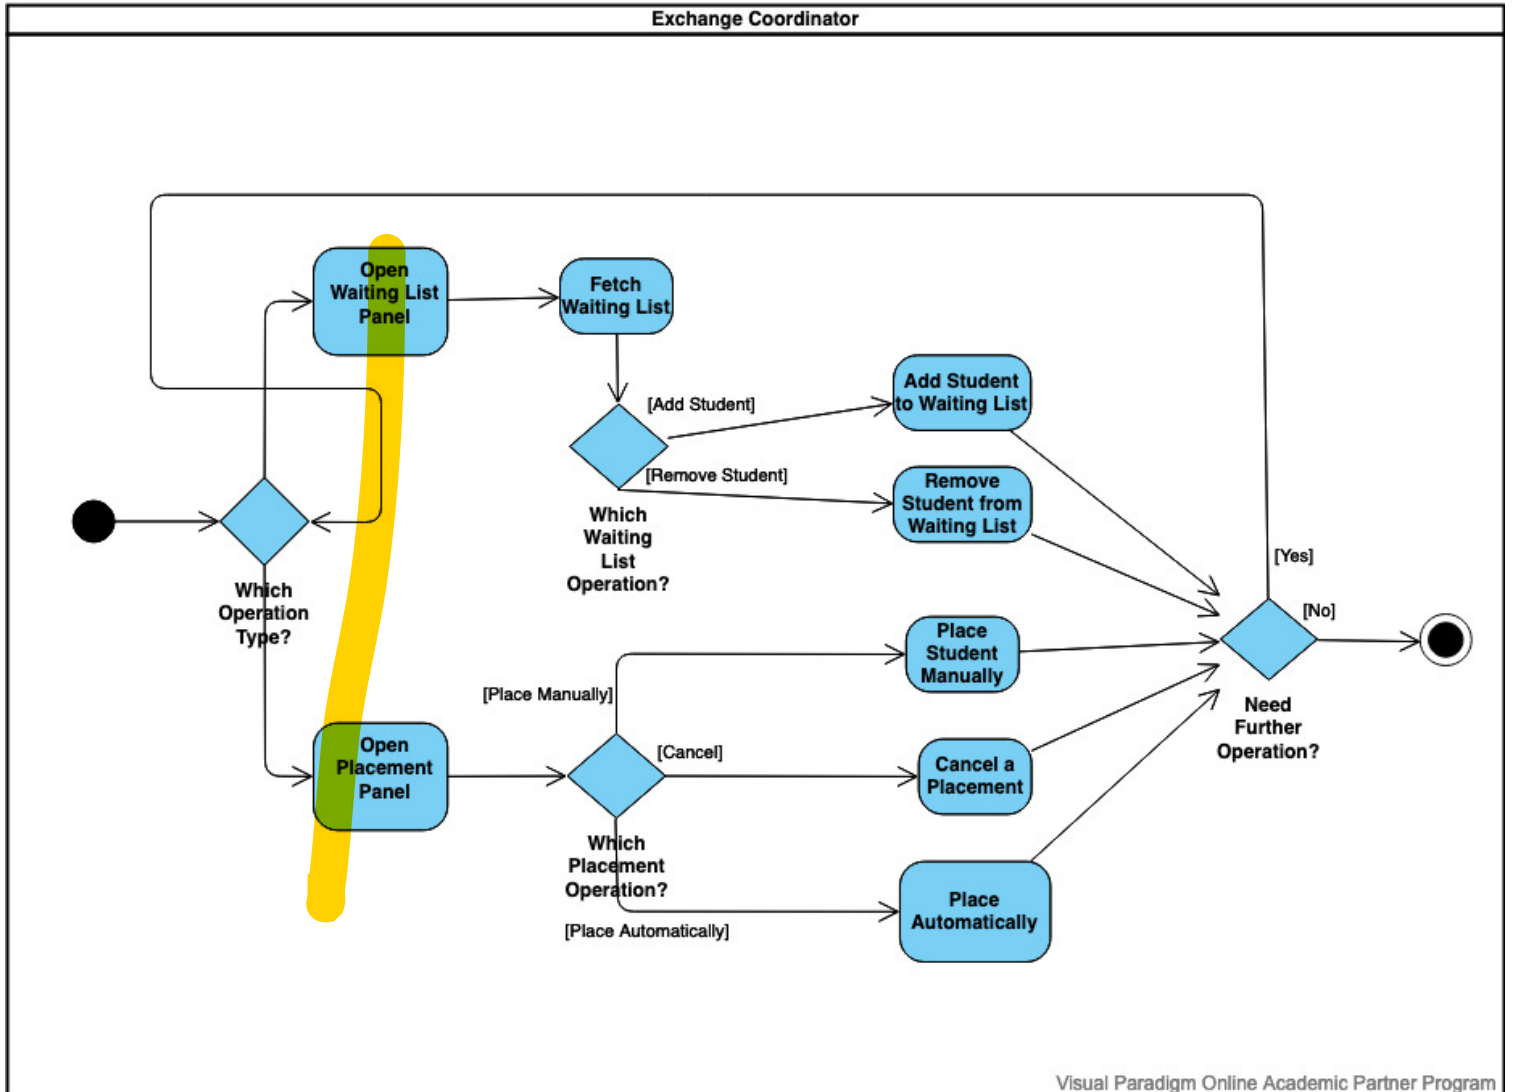 Exchange Coordinator
Open
Waiting List
Panel
Fetch
Waiting List
[Add Student]
Add Student
to Waiting List
[Remove Student]
Remove
Student from
Waiting List
Which
Waiting
List
Operation?
Which
Operation
Type?
[Yes]
[No]
Need
Further
Operation?
Place
Student
Manually
[Place Manually]
[Cancel]
Open
Placement
Panel
Cancel a
Placement
Which
Placement
Operation?
[Place Automatically]
Place
Automatically
Visual Paradigm Online Academic Partner Program